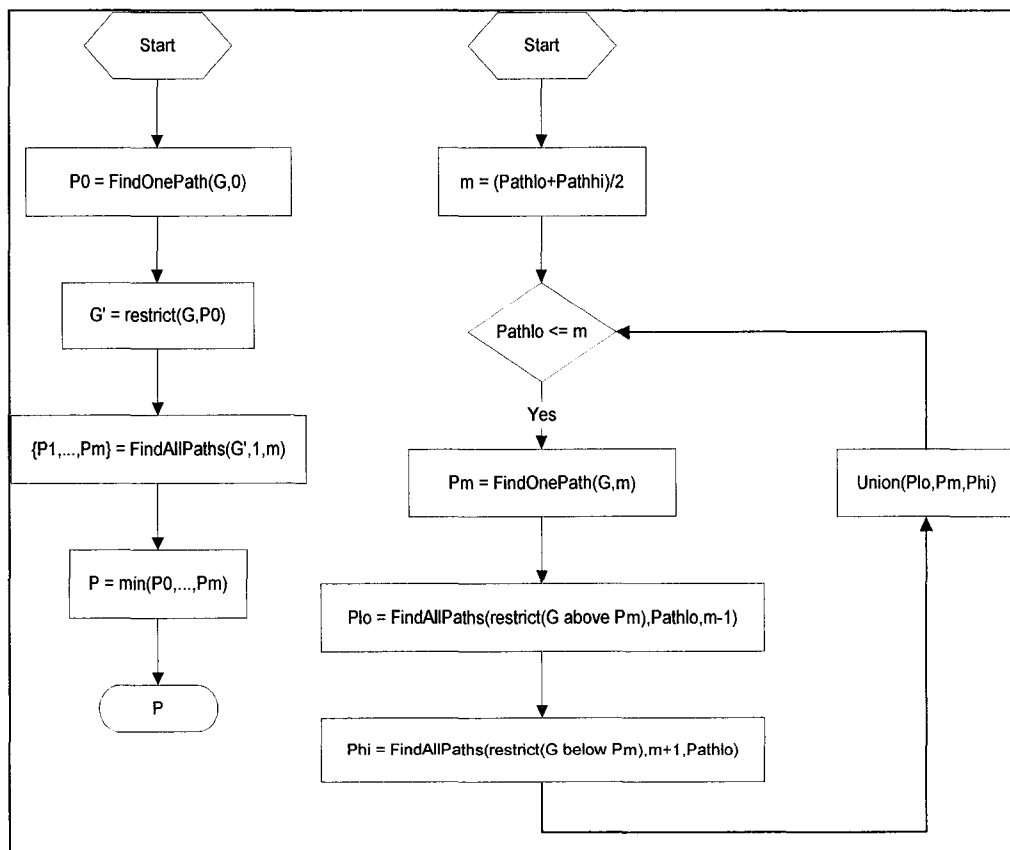 Start
P0 = FindOnePath(G,0)
G' = restrict(G,P0)
{P1,...,Pm} = FindAllPaths(G',1,m)
P = min(P0,...,Pm)
P
Start
m = (Pathlo+Pathhi)/2
Pathlo <= m
Yes
Pm = FindOnePath(G,m)
Plo = FindAllPaths(restrict(G above Pm),Pathlo,m-1)
Phi = FindAllPaths(restrict(G below Pm),m+1,Pathlo)
Union(Plo,Pm,Phi)